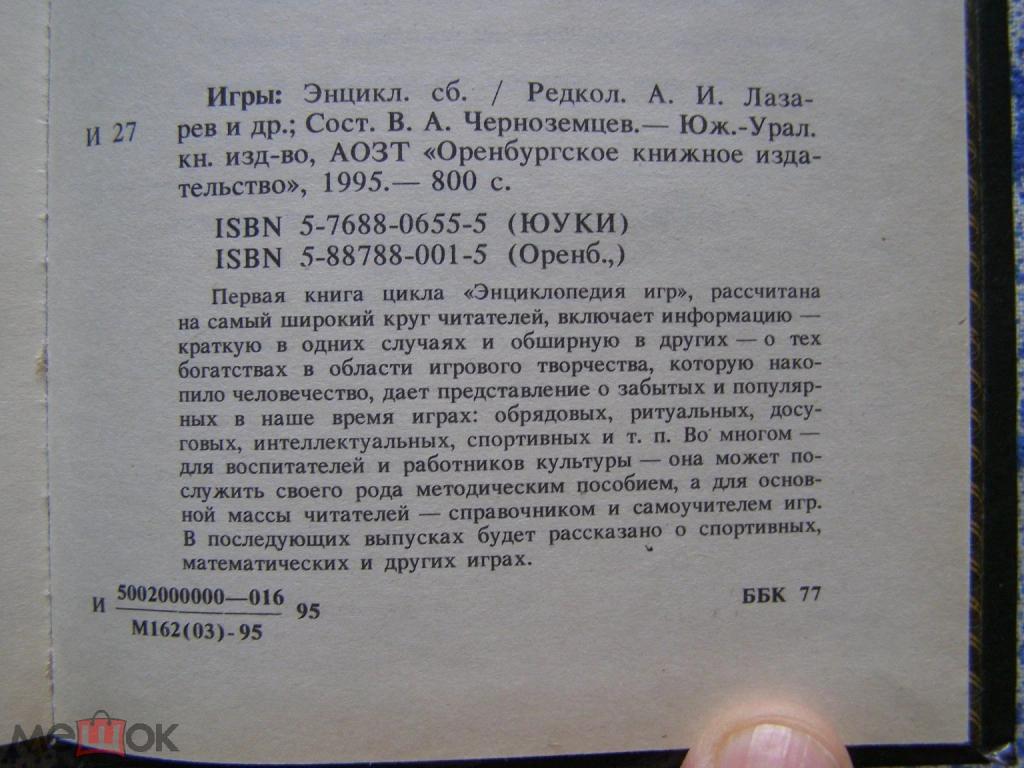 Игры: Энцикл. сб. / Редкол. А. И. Лаза-
И 27 рев и др.; Сост. В. А. Черноземцев.— Юж.-Урал.
кн. изд-во, АОЗТ «Оренбургское книжное изда-
тельство», 1995.— 800 с.
ISBN 5-7688-0655-5 (ЮУКИ)
ISBN 5-88788-001-5 (Оренб.,)
Первая книга цикла «Энциклопедия игр», рассчитана
на самый широкий круг читателей, включает информацию —
краткую в одних случаях и обширную в других — о тех
богатствах в области игрового творчества, которую нако-
пило человечество, дает представление о забытых и популяр-
ных в наше время играх: обрядовых, ритуальных, досу-
говых, интеллектуальных, спортивных и т. п. Во многом —
для воспитателей и работников культуры — она может по-
служить своего рода методическим пособием, а для основ-
ной массы читателей — справочником и самоучителем игр.
В последующих выпусках будет рассказано о спортивных,
математических и других играх.
И 5002000000—016 95
М162(03)-95
ББК 77
мешок